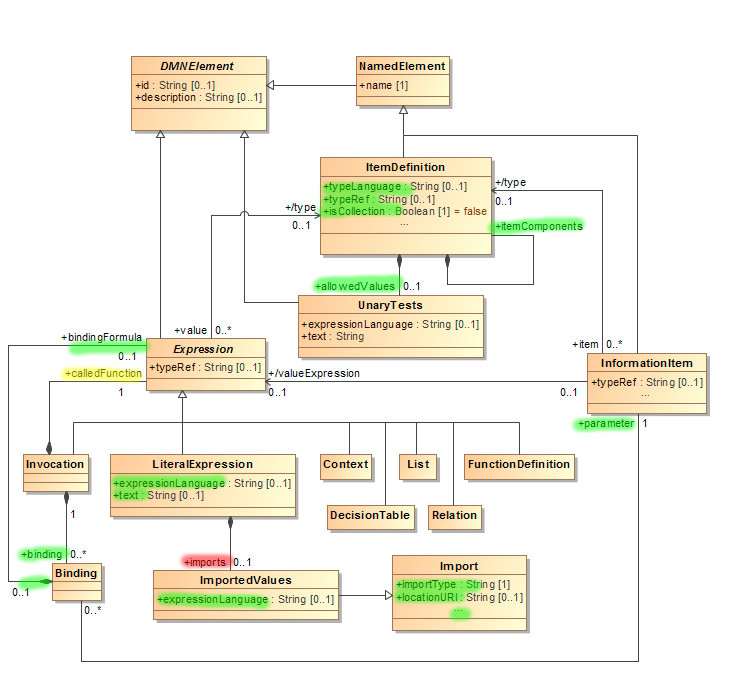 DMNElement
+id : String [0..1]
+description : String [0..1]
NamedElement
+name [1]
ItemDefinition
+typeLanguage : String [0..1]
+typeRef : String [0..1]
+isCollection : Boolean [1] = false
...
+/type
0..1
+/type
0..1
+itemComponents
+allowedValues 0..1
UnaryTests
+expressionLanguage : String [0..1]
+text : String
+value 0..*
+bindingFormula
0..1
Expression
+typeRef : String [0..1]
+item 0..*
InformationItem
+typeRef : String [0..1]
...
+calledFunction
1
+/valueExpression
0..1
0..1
+parameter 1
Invocation
LiteralExpression
+expressionLanguage : String [0..1]
+text : String [0..1]
Context
List
FunctionDefinition
DecisionTable
Relation
1
+binding 0..*
+imports 0..1
Binding
0..1
0..*
ImportedValues
+expressionLanguage : String [0..1]
Import
+importType : String [1]
+locationURI : String [0..1]
...